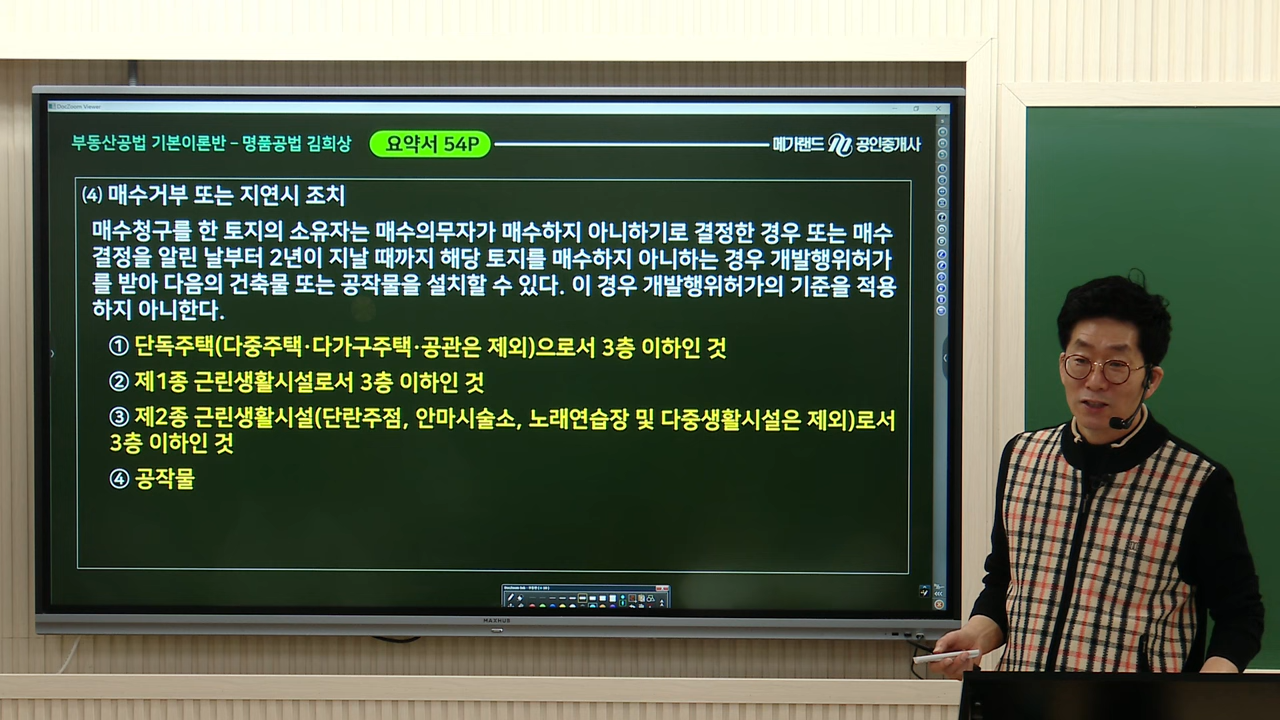 DocZoom Viewer
부동산공법 기본이론반 - 명품공법 김희상
요약서 54P
메가랜드 공인중개사
(4) 매수거부 또는 지연시 조치
매수청구를 한 토지의 소유자는 매수의무자가 매수하지 아니하기로 결정한 경우 또는 매수
결정을 알린 날부터 2년이 지날 때까지 해당 토지를 매수하지 아니하는 경우 개발행위허가
를 받아 다음의 건축물 또는 공작물을 설치할 수 있다. 이 경우 개발행위허가의 기준을 적용
하지 아니한다.
① 단독주택(다중주택·다가구주택·공관은 제외)으로서 3층 이하인 것
② 제1종 근린생활시설로서 3층 이하인 것
③ 제2종 근린생활시설(단란주점, 안마시술소, 노래연습장 및 다중생활시설은 제외)로서
3층 이하인 것
④ 공작물
MAXHUB